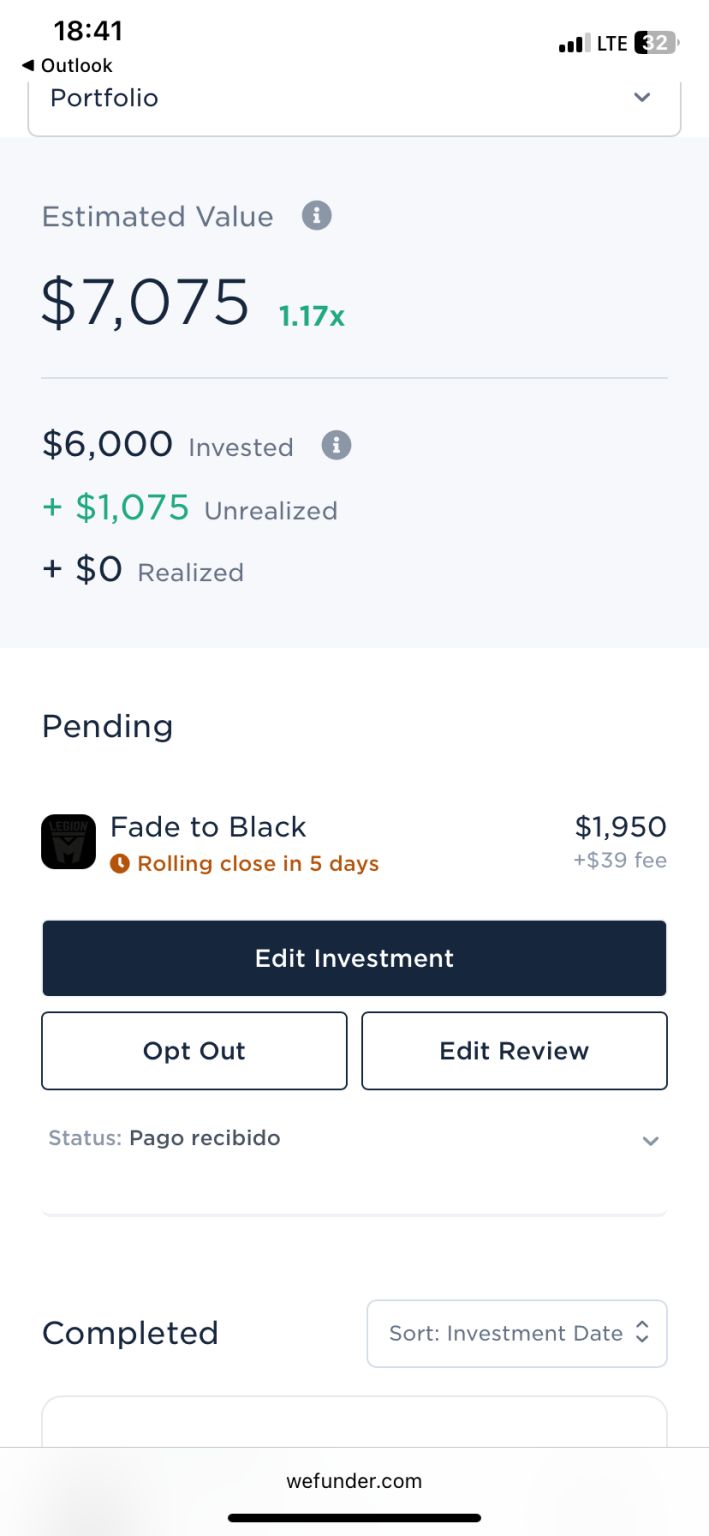 18:41
LTE 32
◀ Outlook
Portfolio
Estimated Value
$7,075 1.17x
$6,000 Invested
+ $1,075 Unrealized
+ $0 Realized
Pending
LEGION
M
Fade to Black
$1,950
Rolling close in 5 days
+$39 fee
Edit Investment
Opt Out
Edit Review
Status: Pago recibido
Completed
Sort: Investment Date
wefunder.com